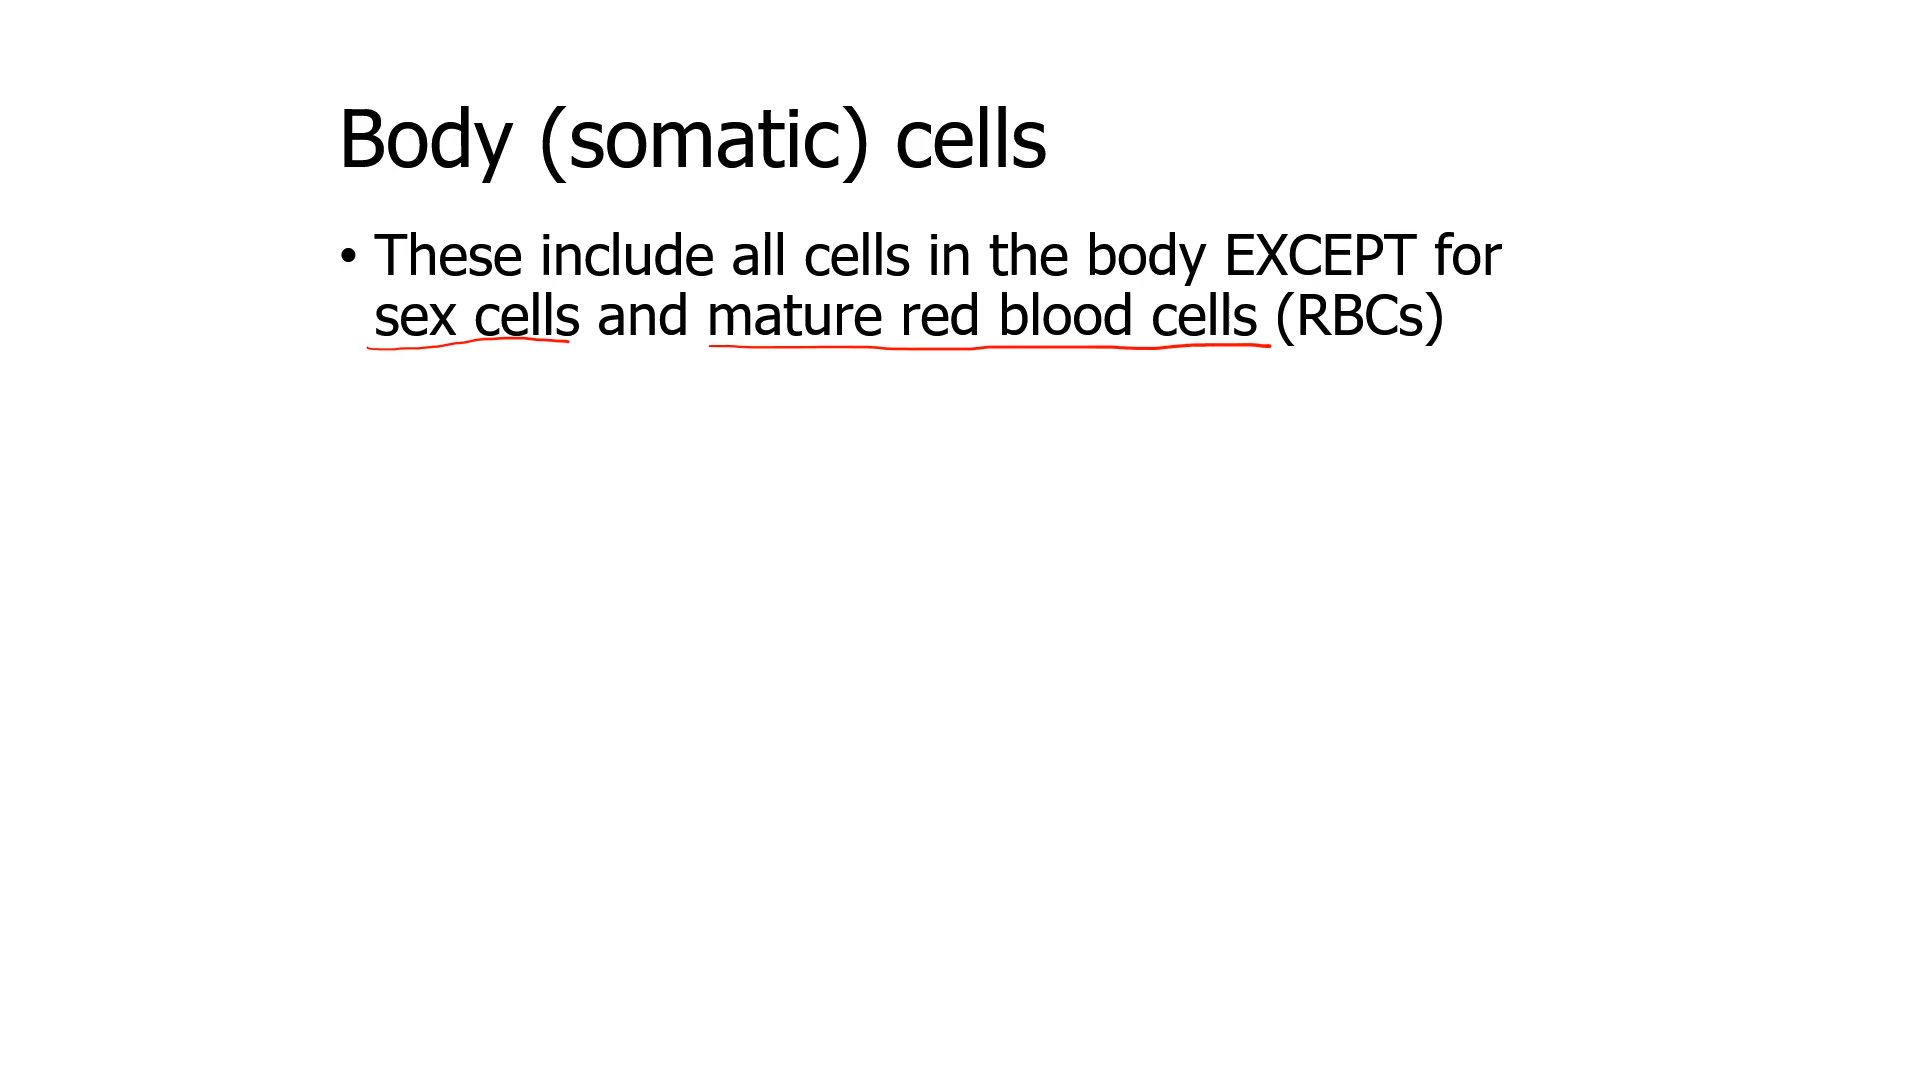 Body (somatic) cells
• These include all cells in the body EXCEPT for
sex cells and mature red blood cells (RBCs)